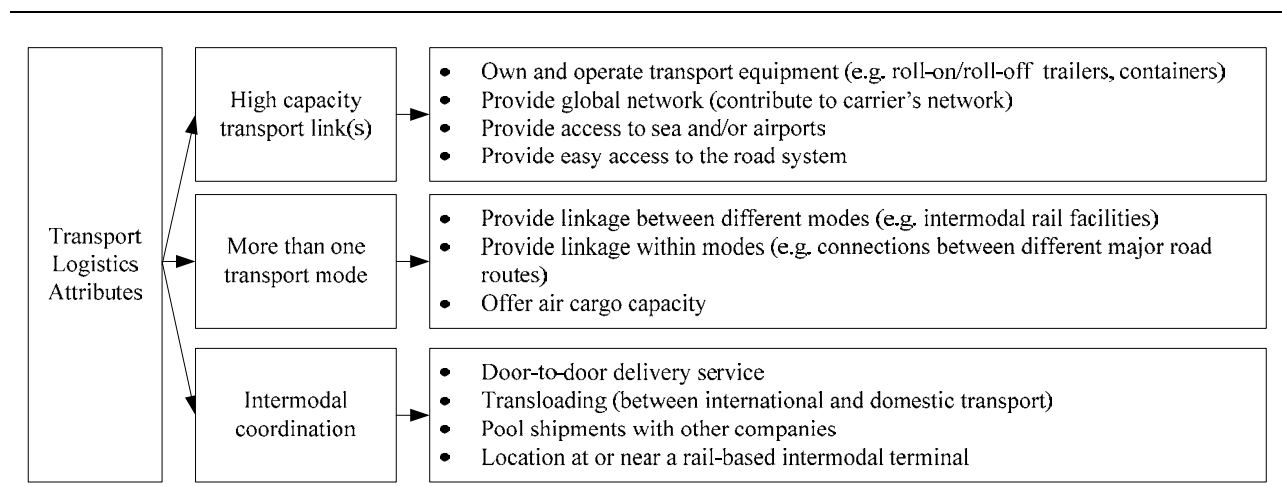 Transport
Logistics
Attributes
High capacity
transport link(s)
• Own and operate transport equipment (e.g. roll-on/roll-off trailers, containers)
• Provide global network (contribute to carrier’s network)
• Provide access to sea and/or airports
• Provide easy access to the road system
More than one
transport mode
• Provide linkage between different modes (e.g. intermodal rail facilities)
• Provide linkage within modes (e.g. connections between different major road
routes)
• Offer air cargo capacity
Intermodal
coordination
• Door-to-door delivery service
• Transloading (between international and domestic transport)
• Pool shipments with other companies
• Location at or near a rail-based intermodal terminal